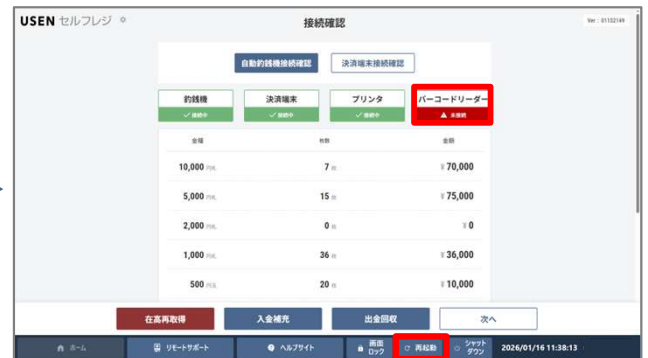 USEN セルフレジ
接続確認
Ver : 01132149
自動釣銭機接続確認 決済端末接続確認
釣銭機 決済端末 プリンタ バーコードリーダー
✓ 接続中 ✓ 接続中 ✓ 接続中 未接続
金種 枚数 金額
10,000 円札 7 枚 ¥ 70,000
5,000 円札 15 枚 ¥ 75,000
2,000 円札 0 枚 ¥ 0
1,000 円札 36 枚 ¥ 36,000
500 円玉 20 枚 ¥ 10,000
在高再取得 入金補充 出金回収 次へ
ホーム リモートサポート ヘルプサイト 画面ロック 再起動 シャットダウン 2026/01/16 11:38:13